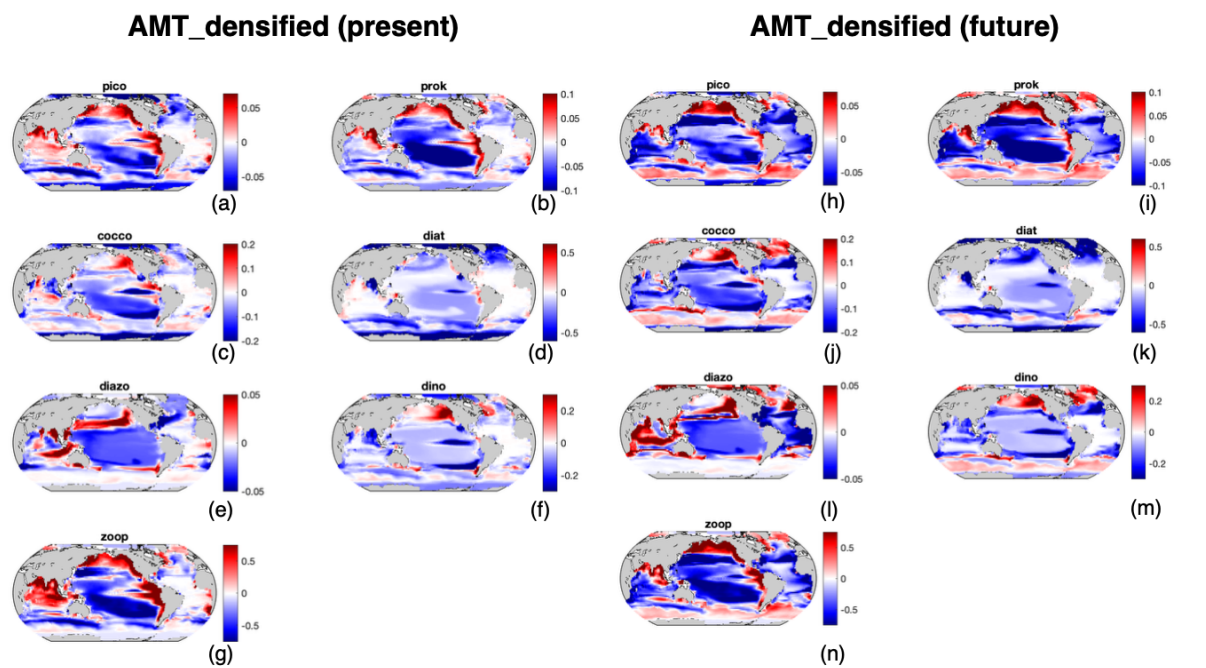 AMT_densified (present)
AMT_densified (future)
pico
0.05
0
-0.05
(a)
prok
0.1
0.05
0
-0.05
-0.1
(b)
pico
0.05
0
-0.05
(h)
prok
0.1
0.05
0
-0.05
-0.1
(i)
cocco
0.2
0.1
0
-0.1
-0.2
(c)
diat
0.5
0
-0.5
(d)
cocco
0.2
0.1
0
-0.1
-0.2
(j)
diat
0.5
0
-0.5
(k)
diazo
0.05
0
-0.05
(e)
dino
0.2
0
-0.2
(f)
diazo
0.05
0
-0.05
(l)
dino
0.2
0
-0.2
(m)
zoop
0.5
0
-0.5
(g)
zoop
0.5
0
-0.5
(n)